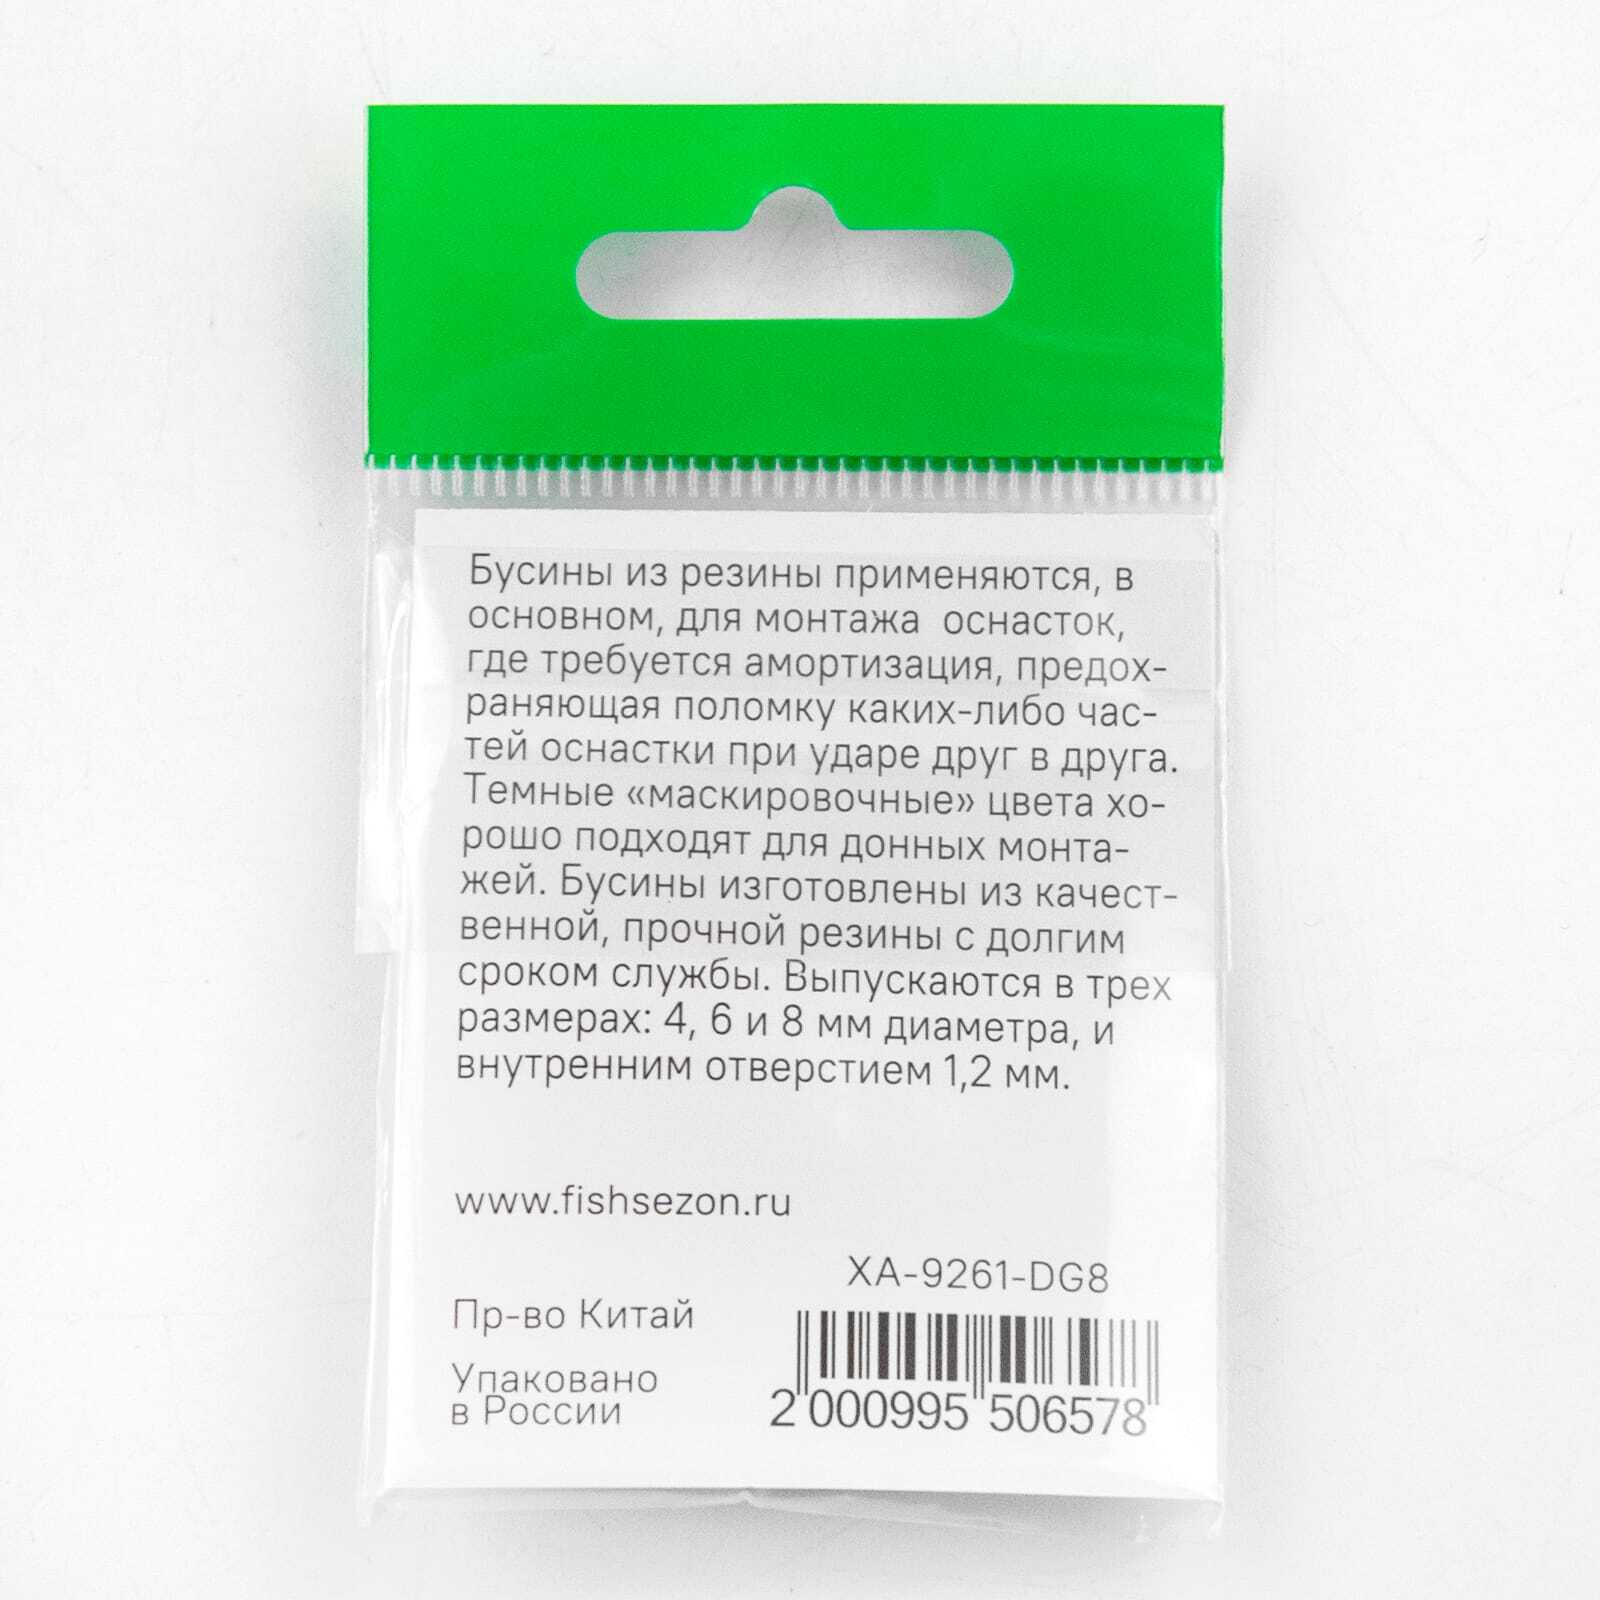 Бусины из резины применяются, в
основном, для монтажа оснасток,
где требуется амортизация, предох-
раняющая поломку каких-либо час-
тей оснастки при ударе друг в друга.
Темные «маскировочные» цвета хо-
рошо подходят для донных монта-
жей. Бусины изготовлены из качест-
венной, прочной резины с долгим
сроком службы. Выпускаются в трех
размерах: 4, 6 и 8 мм диаметра, и
внутренним отверстием 1,2 мм.
www.fishsezon.ru
XA-9261-DG8
Пр-во Китай
Упаковано
в России
2 000995 506578